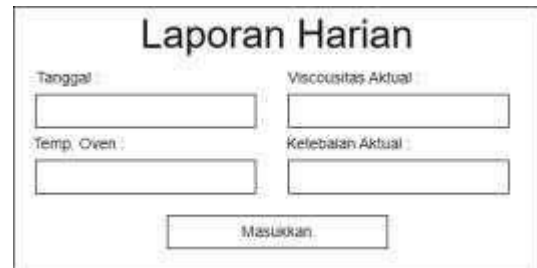 Laporan Harian
Tanggal :
Viscousitas Aktual :
Temp. Oven :
Ketebalan Aktual :
Masukkan